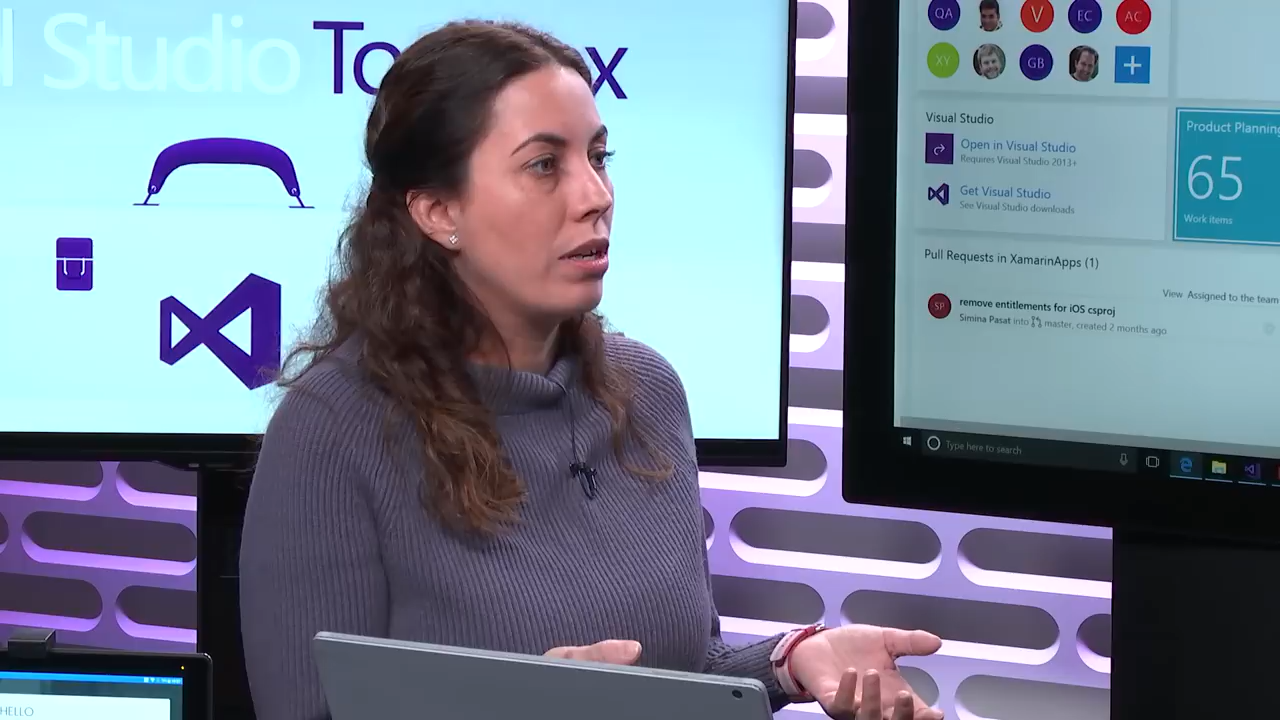 l Studio To x
QA
V
EC
AC
XY
GB
Visual Studio
Open in Visual Studio
Requires Visual Studio 2013+
Get Visual Studio
See Visual Studio downloads
Product Planning
65
Work items
Pull Requests in XamarinApps (1)
View Assigned to the team
SP
remove entitlements for iOS csproj
Simina Pasat into master, created 2 months ago
Type here to search
HELLO